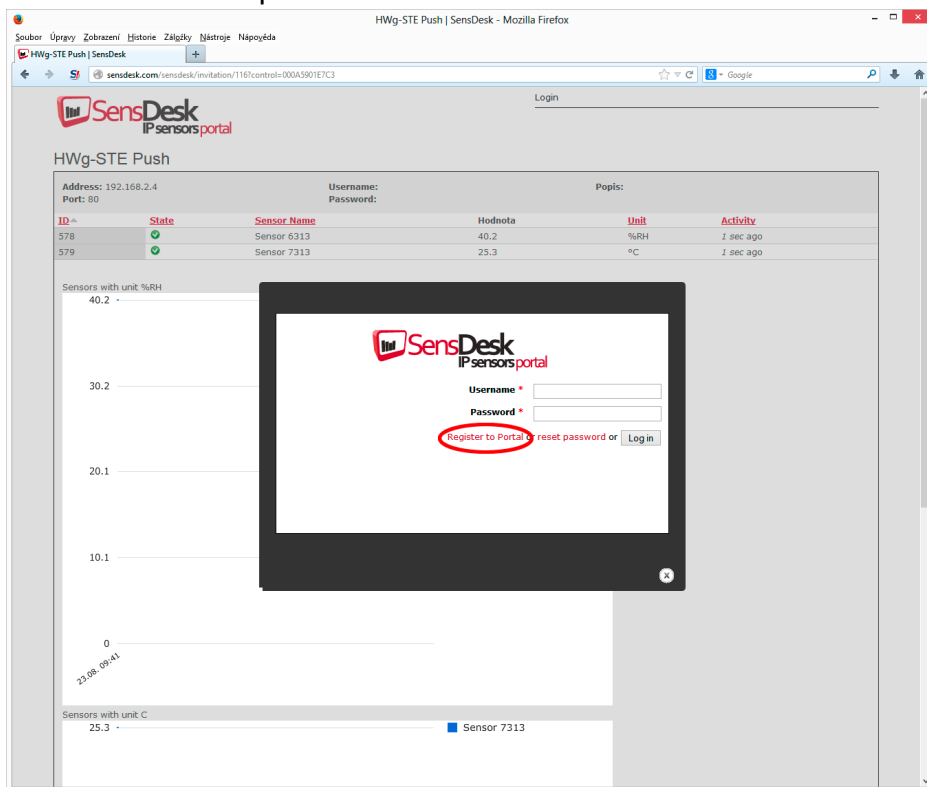 HWg-STE Push | SensDesk - Mozilla Firefox
Soubor Úpravy Zobrazení Historie Záložky Nástroje Nápověda
HWg-STE Push | SensDesk +
sensdesk.com/sensdesk/invitation/116?control=000A5901E7C3 Google
Login
SensDesk
IP sensors portal
HWg-STE Push
Address: 192.168.2.4 Username: Popis:
Port: 80 Password:
ID State Sensor Name Hodnota Unit Activity
578 Sensor 6313 40.2 %RH 1 sec ago
579 Sensor 7313 25.3 °C 1 sec ago
Sensors with unit %RH
40.2
30.2
20.1
10.1
0
23.08. 09:41
SensDesk
IP sensors portal
Username *
Password *
Register to Portal or reset password or Log in
x
Sensors with unit C
25.3
Sensor 7313